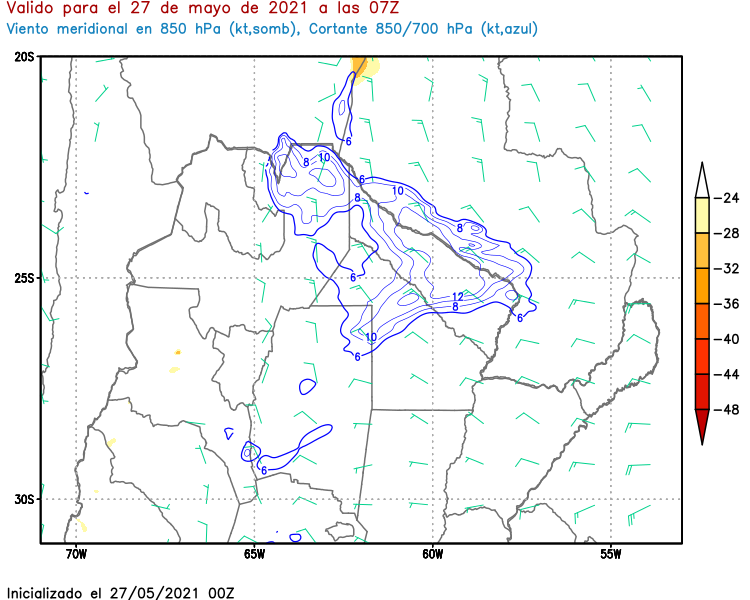 Valido para el 27 de mayo de 2021 a las 07Z
Viento meridional en 850 hPa (kt,somb), Cortante 850/700 hPa (kt,azul)
20S
6
8
10
6
10
8
8
-24
-28
-32
-36
-40
-44
-48
25S
6
12
8
6
10
6
6
30S
70W
65W
60W
55W
Inicializado el 27/05/2021 00Z